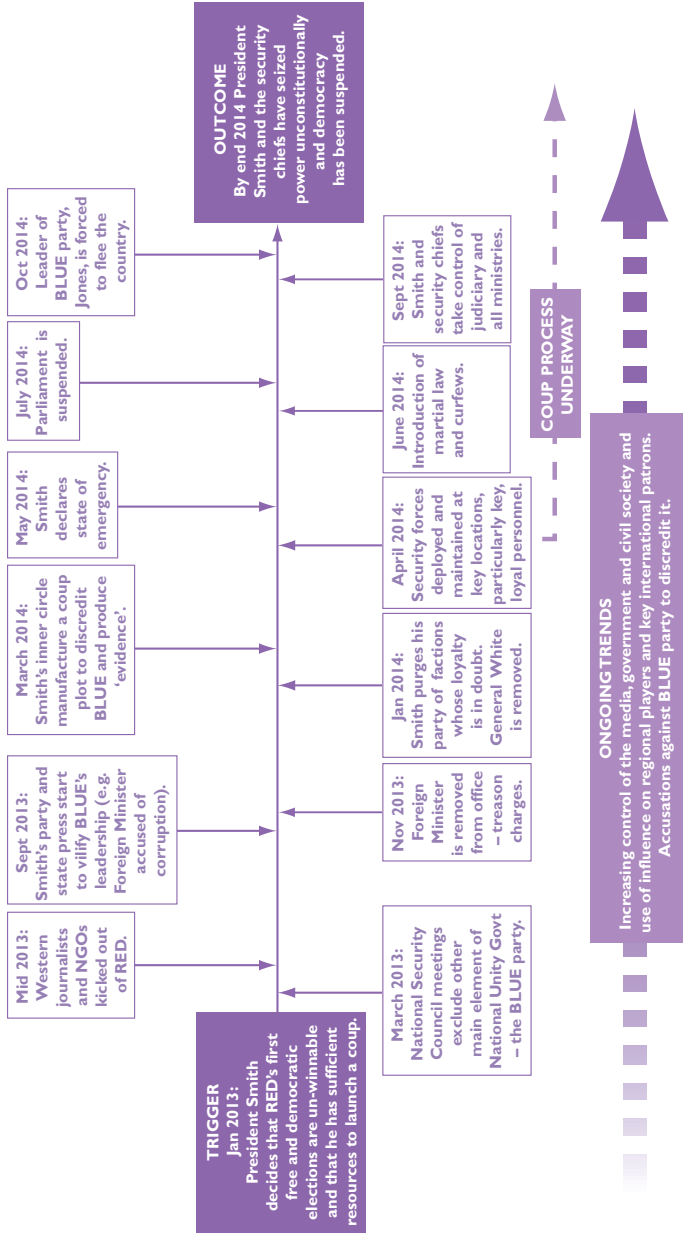 TRIGGER
Jan 2013:
President Smith
decides that RED's first
free and democratic
elections are un-winnable
and that he has sufficient
resources to launch a coup.
March 2013:
National Security
Council meetings
exclude other
main element of
National Unity Govt
– the BLUE party.
Mid 2013:
Western
journalists
and NGOs
kicked out
of RED.
Sept 2013:
Smith's party and
state press start
to vilify BLUE's
leadership (e.g.
Foreign Minister
accused of
corruption).
Nov 2013:
Foreign
Minister
is removed
from office
– treason
charges.
Jan 2014:
Smith purges his
party of factions
whose loyalty
is in doubt.
General White
is removed.
March 2014:
Smith's inner circle
manufacture a coup
plot to discredit
BLUE and produce
'evidence'.
April 2014:
Security forces
deployed and
maintained at
key locations,
particularly key,
loyal personnel.
May 2014:
Smith
declares
state of
emergency.
June 2014:
Introduction of
martial law
and curfews.
July 2014:
Parliament is
suspended.
Sept 2014:
Smith and
security chiefs
take control of
judiciary and
all ministries.
Oct 2014:
Leader of
BLUE party,
Jones, is forced
to flee the
country.
OUTCOME
By end 2014 President
Smith and the security
chiefs have seized
power unconstitutionally
and democracy
has been suspended.
COUP PROCESS
UNDERWAY
ONGOING TRENDS
Increasing control of the media, government and civil society and
use of influence on regional players and key international patrons.
Accusations against BLUE party to discredit it.